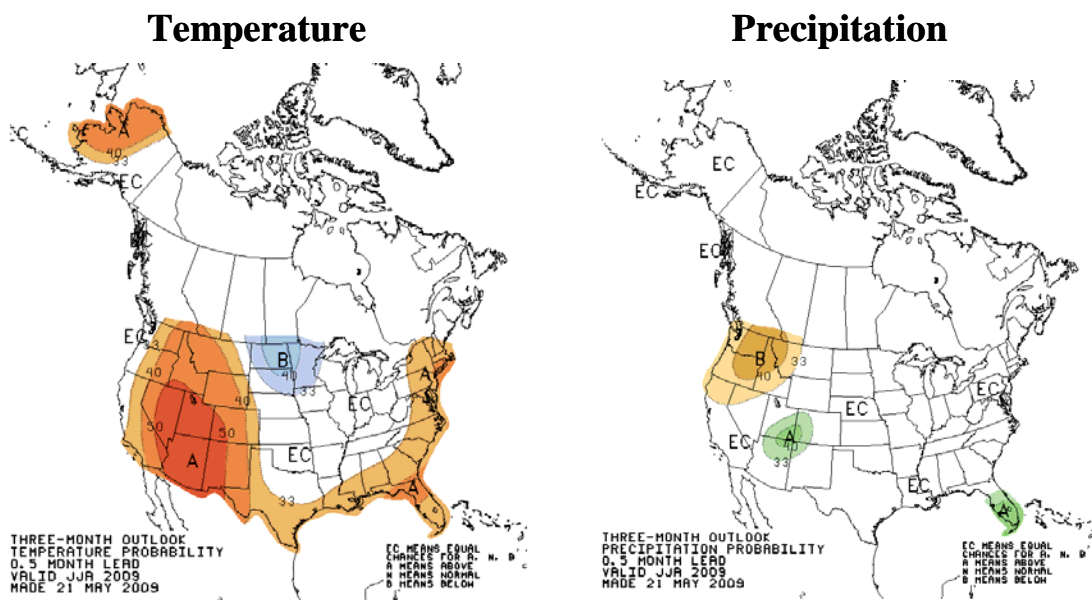 Temperature
Precipitation
A
40
33
EC
EC
33
40
B
40
33
40
50
50
A
EC
EC
33
A
A
THREE-MONTH OUTLOOK
TEMPERATURE PROBABILITY
0.5 MONTH LEAD
VALID JJA 2009
MADE 21 MAY 2009
EC MEANS EQUAL
CHANCES FOR A, N, B
A MEANS ABOVE
N MEANS NORMAL
B MEANS BELOW
EC
EC
EC
B
33
40
EC
EC
EC
A
40
33
EC
A
THREE-MONTH OUTLOOK
PRECIPITATION PROBABILITY
0.5 MONTH LEAD
VALID JJA 2009
MADE 21 MAY 2009
EC MEANS EQUAL
CHANCES FOR A, N, B
A MEANS ABOVE
N MEANS NORMAL
B MEANS BELOW